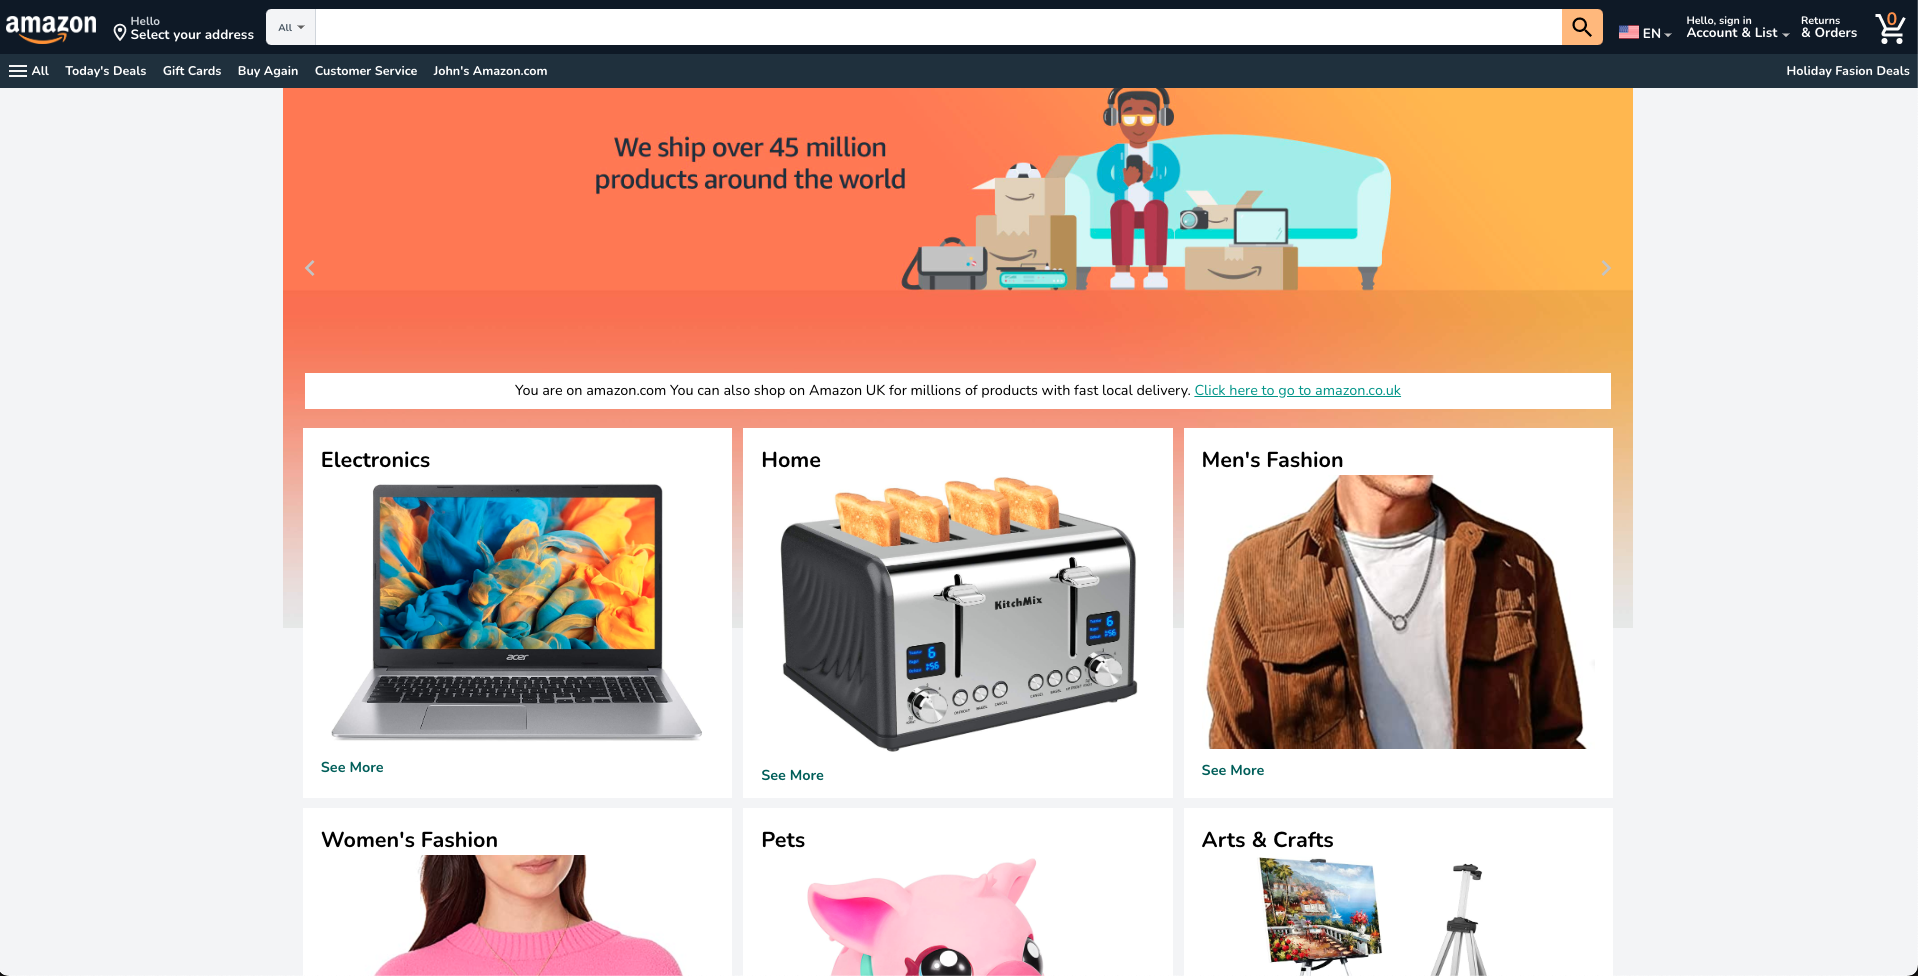 amazon
Hello
Select your address
All
EN
Hello, sign in
Account & List
Returns
& Orders
0
All
Today's Deals
Gift Cards
Buy Again
Customer Service
John's Amazon.com
Holiday Fasion Deals
We ship over 45 million
products around the world
You are on amazon.com You can also shop on Amazon UK for millions of products with fast local delivery. Click here to go to amazon.co.uk
Electronics
acer
See More
Home
KitchMix
6
:56
6
:56
See More
Men's Fashion
See More
Women's Fashion
Pets
Arts & Crafts